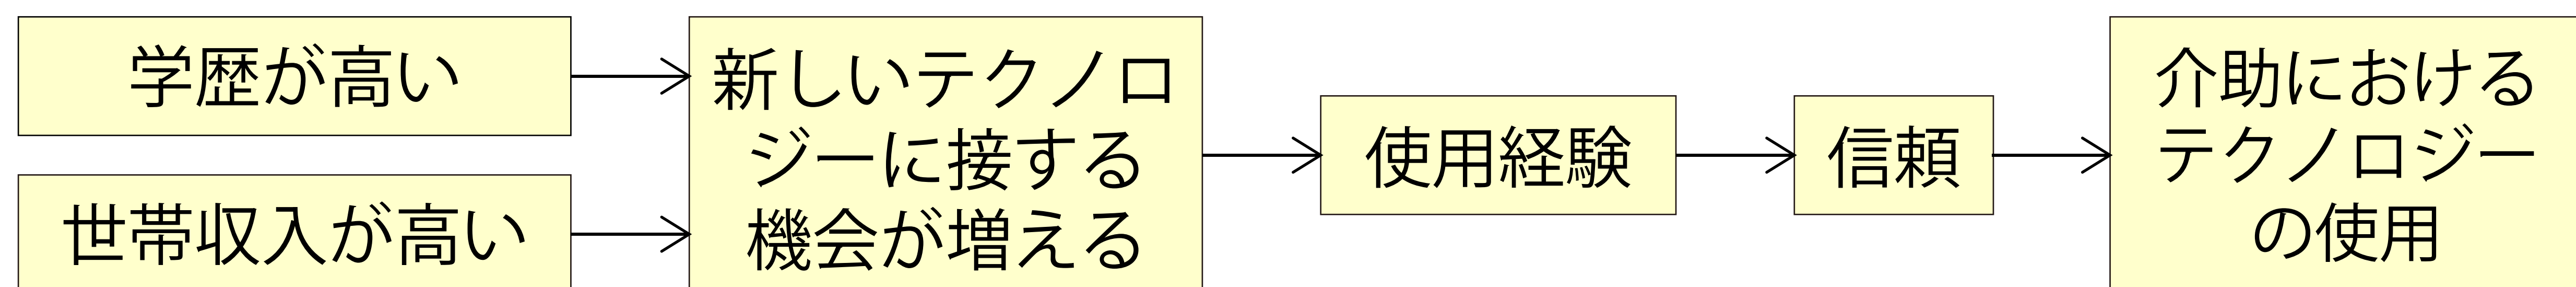 学歴が高い
世帯収入が高い
新しいテクノロ
ジーに接する
機会が増える
使用経験
信頼
介助における
テクノロジー
の使用